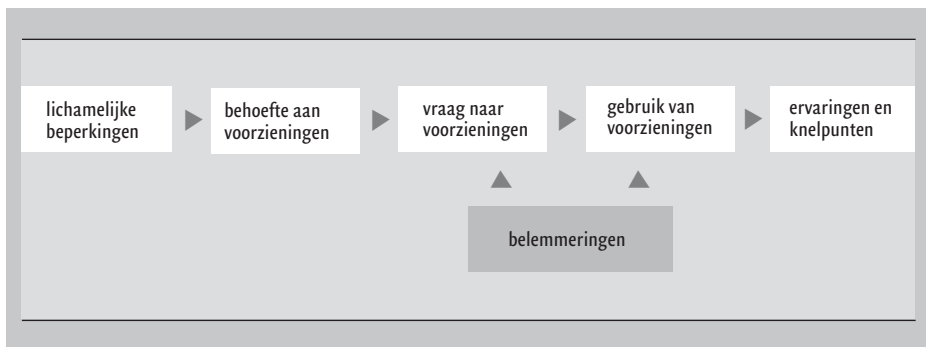 lichamelijke
beperkingen
behoefte aan
voorzieningen
vraag naar
voorzieningen
gebruik van
voorzieningen
ervaringen en
knelpunten
belemmeringen